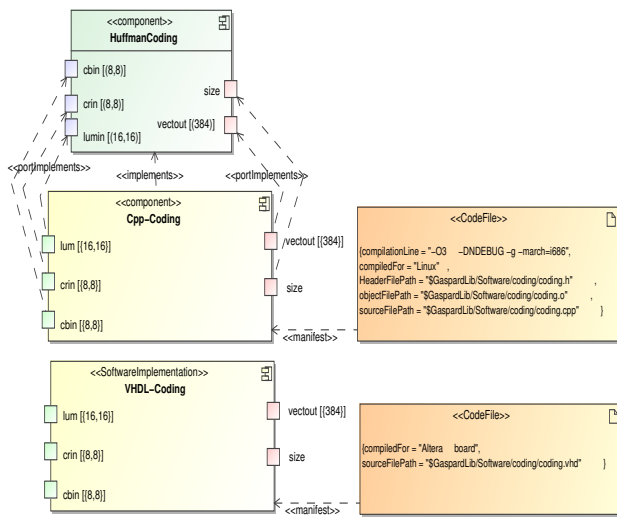 <<component>>
HuffmanCoding
cbin [(8,8)]
size
crin [(8,8)]
vectout [(384)]
lumin [(16,16)]
<<portImplements>>
<<implements>>
<<portImplements>>
<<component>>
Cpp-Coding
lum [{16,16}]
vectout [{384}]
crin [{8,8}]
size
cbin [{8,8}]
<<CodeFile>>
{compilationLine = "-O3 -DNDEBUG -g -march=i686",
compiledFor = "Linux" ,
HeaderFilePath = "$GaspardLib/Software/coding/coding.h" ,
objectFilePath = "$GaspardLib/Software/coding/coding.o" ,
sourceFilePath = "$GaspardLib/Software/coding/coding.cpp" }
<<manifest>>
<<SoftwareImplementation>>
VHDL-Coding
lum [{16,16}]
vectout [{384}]
crin [{8,8}]
size
cbin [{8,8}]
<<CodeFile>>
{compiledFor = "Altera board",
sourceFilePath = "$GaspardLib/Software/coding/coding.vhd" }
<<manifest>>